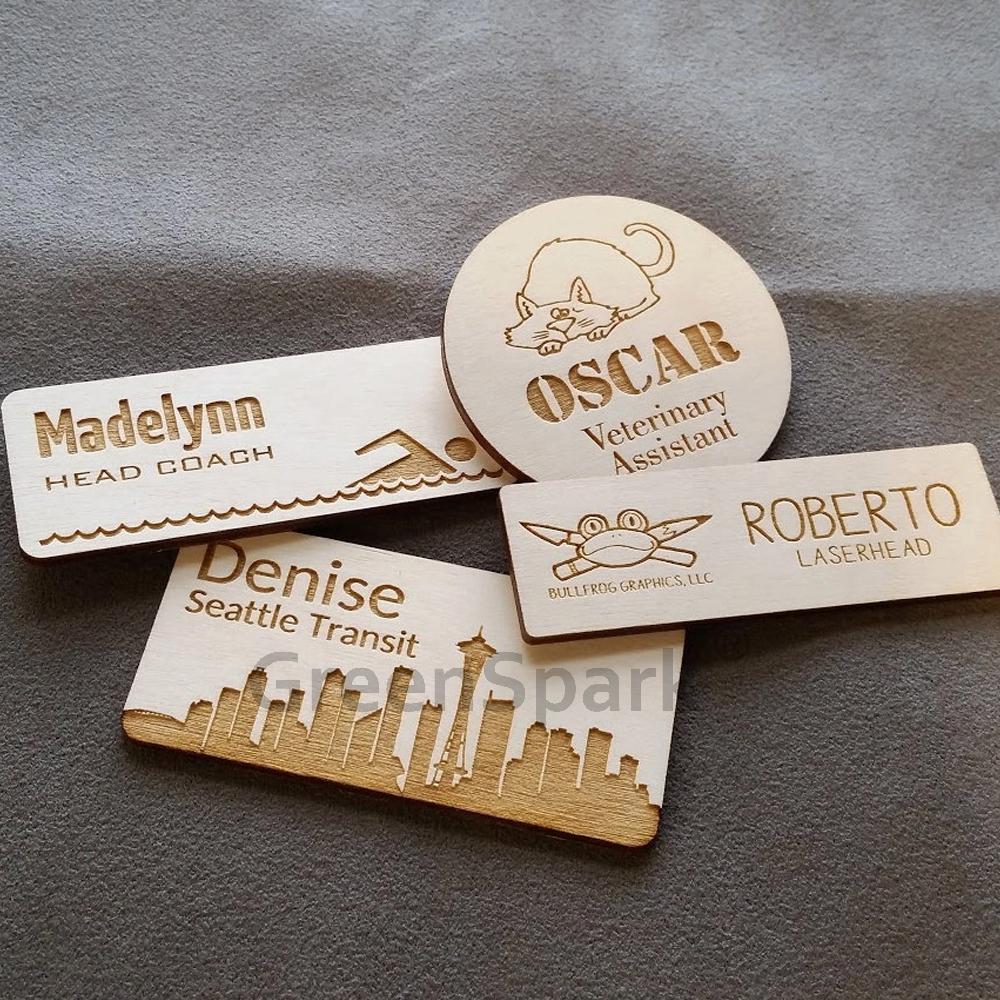 Madelynn
HEAD COACH
OSCAR
Veterinary
Assistant
ROBERTO
LASERHEAD
BULLFROG GRAPHICS, LLC
Denise
Seattle Transit
GreenSpark
®